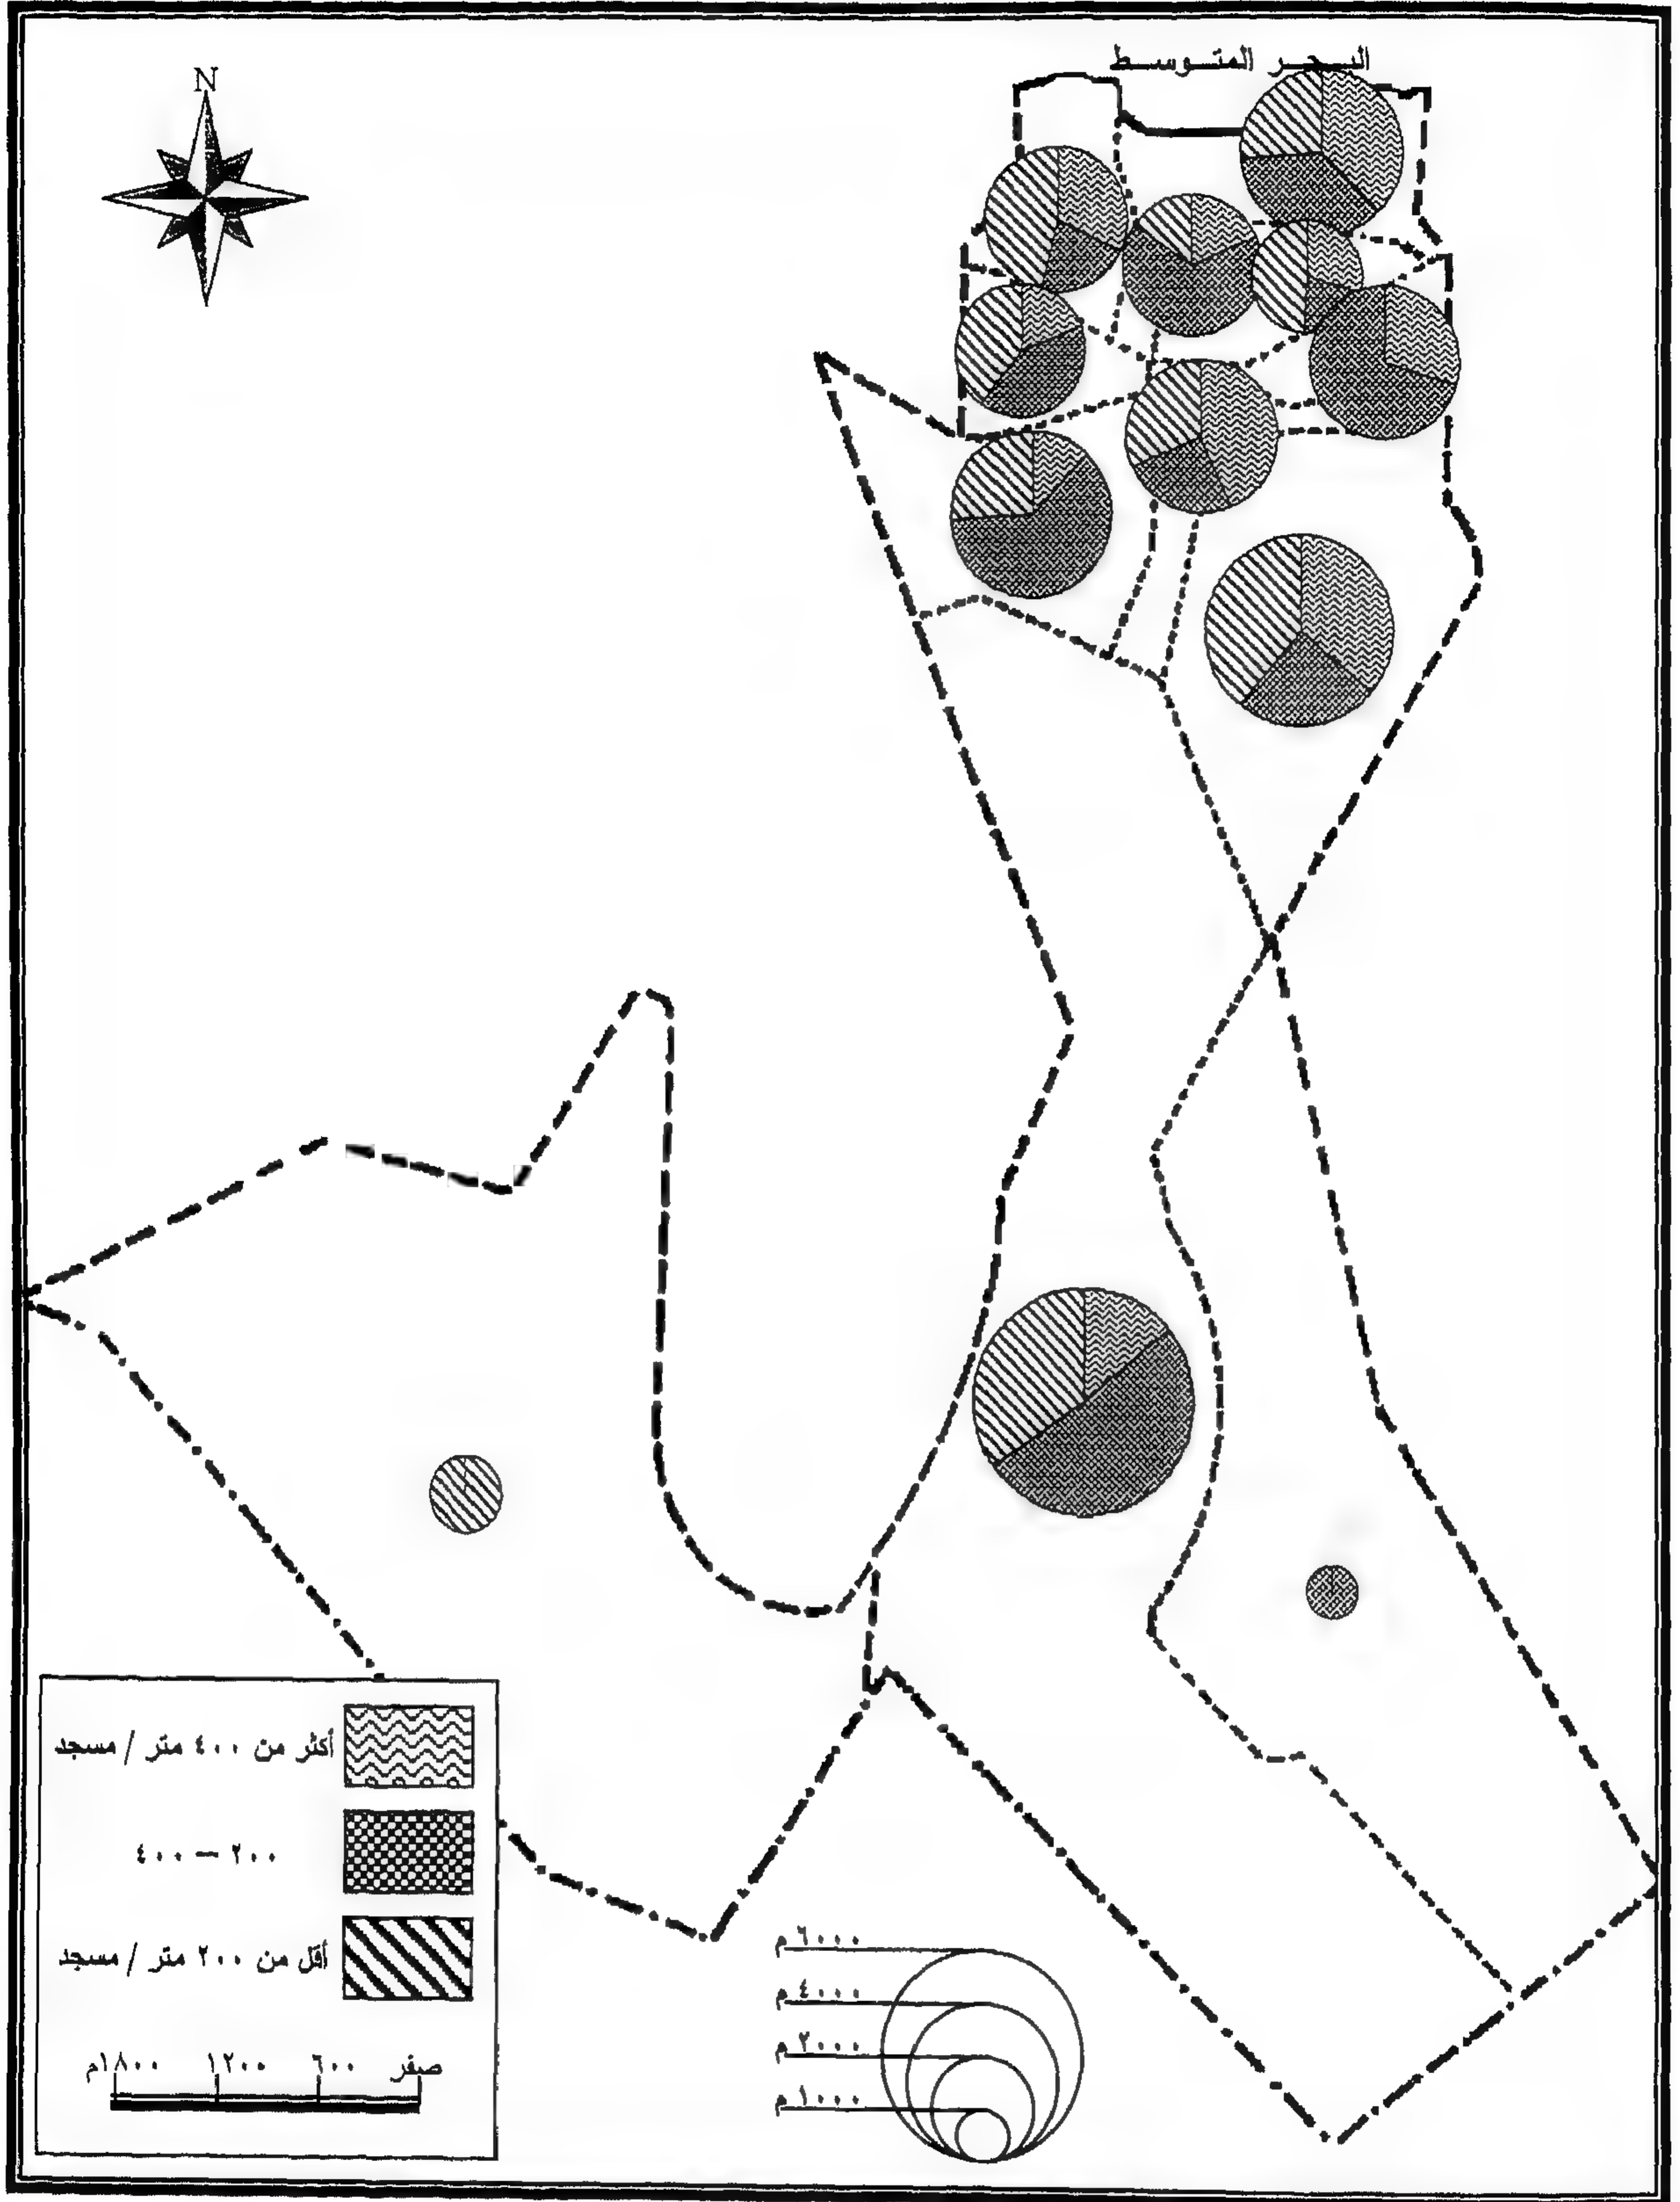 البحر المتوسط
N
أكثر من ٤٠٠ متر / مسجد
٢٠٠ – ٤٠٠
أقل من ٢٠٠ متر / مسجد
صفر ٦٠٠ ١٢٠٠ ١٨٠٠م
٦٠٠٠م
٤٠٠٠م
٢٠٠٠م
١٠٠٠م